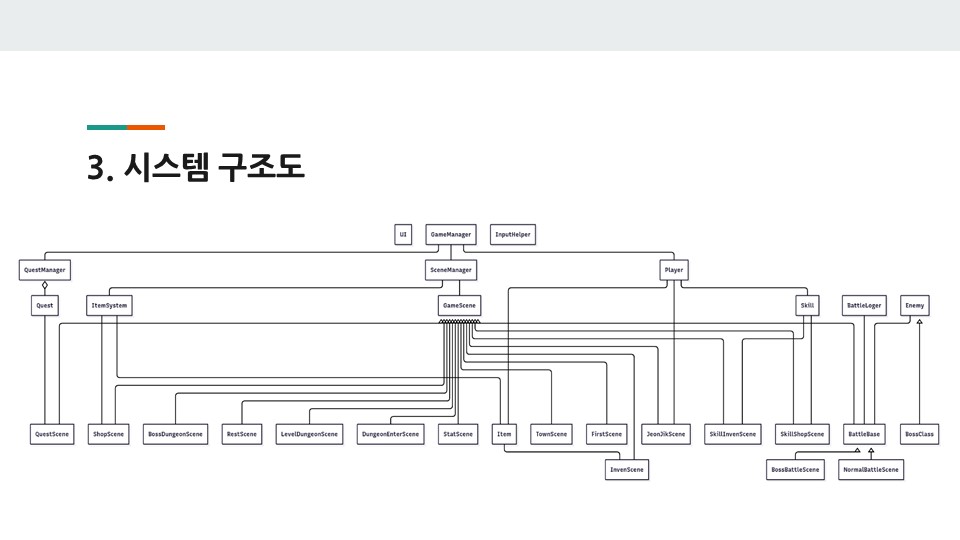 3. 시스템 구조도
UI GameManager InputHelper
QuestManager SceneManager Player
Quest ItemSystem GameScene Skill BattleLoger Enemy
QuestScene ShopScene BossDungeonScene RestScene LevelDungeonScene DungeonEnterScene StatScene Item TownScene FirstScene JeonJikScene SkillInvenScene SkillShopScene BattleBase BossClass
InvenScene BossBattleScene NormalBattleScene